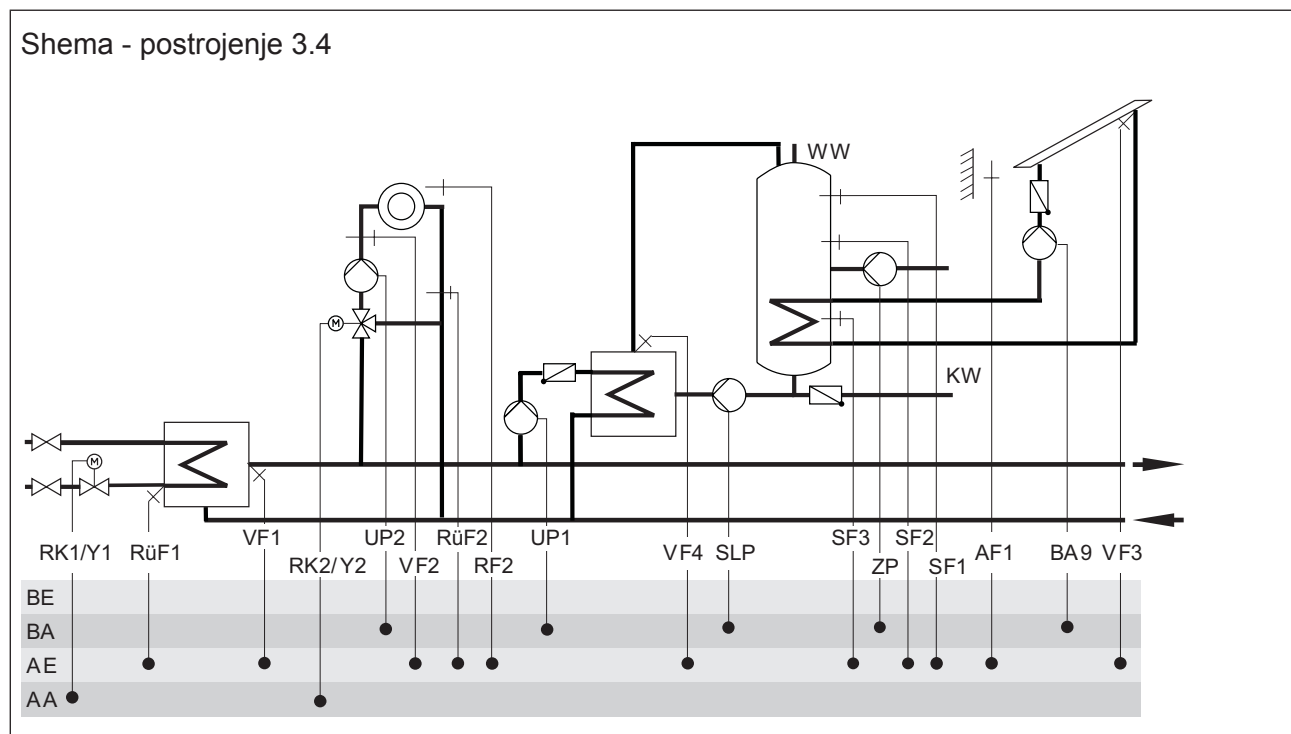 Shema - postrojenje 3.4
WW
M
KW
M
RK1/Y1
RüF1
VF1
RK2/Y2
UP2
VF2
RüF2
RF2
UP1
VF4
SLP
SF3
ZP
SF2
SF1
AF1
BA9
VF3
BE
BA
AE
AA